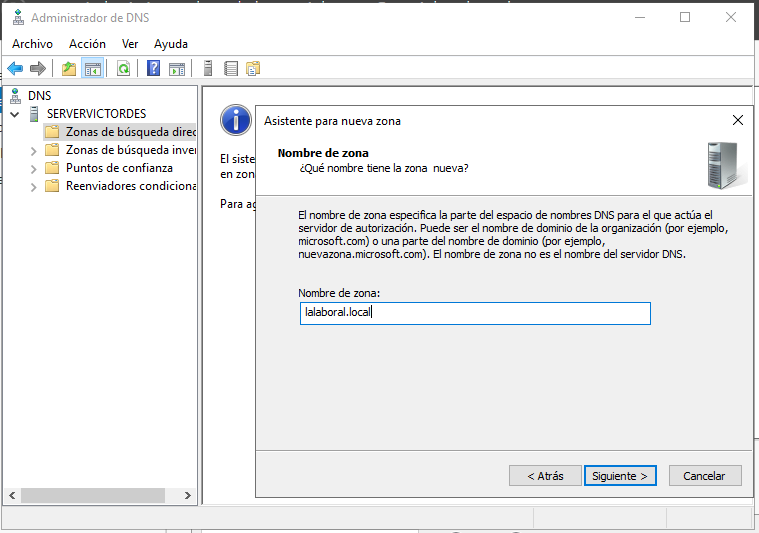 Administrador de DNS
Archivo Acción Ver Ayuda
DNS
SERVERVICTORDES
Zonas de búsqueda direc
Zonas de búsqueda inver
Puntos de confianza
Reenviadores condiciona
El siste
en zon
Para ag
Asistente para nueva zona
Nombre de zona
¿Qué nombre tiene la zona nueva?
El nombre de zona especifica la parte del espacio de nombres DNS para el que actúa el
servidor de autorización. Puede ser el nombre de dominio de la organización (por ejemplo,
microsoft.com) o una parte del nombre de dominio (por ejemplo,
nuevazona.microsoft.com). El nombre de zona no es el nombre del servidor DNS.
Nombre de zona:
lalaboral.local
< Atrás Siguiente > Cancelar